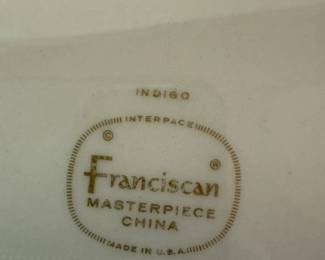 INDIGO
INTERPACE
© ®
Franciscan
MASTERPIECE
CHINA
MADE IN U.S.A.